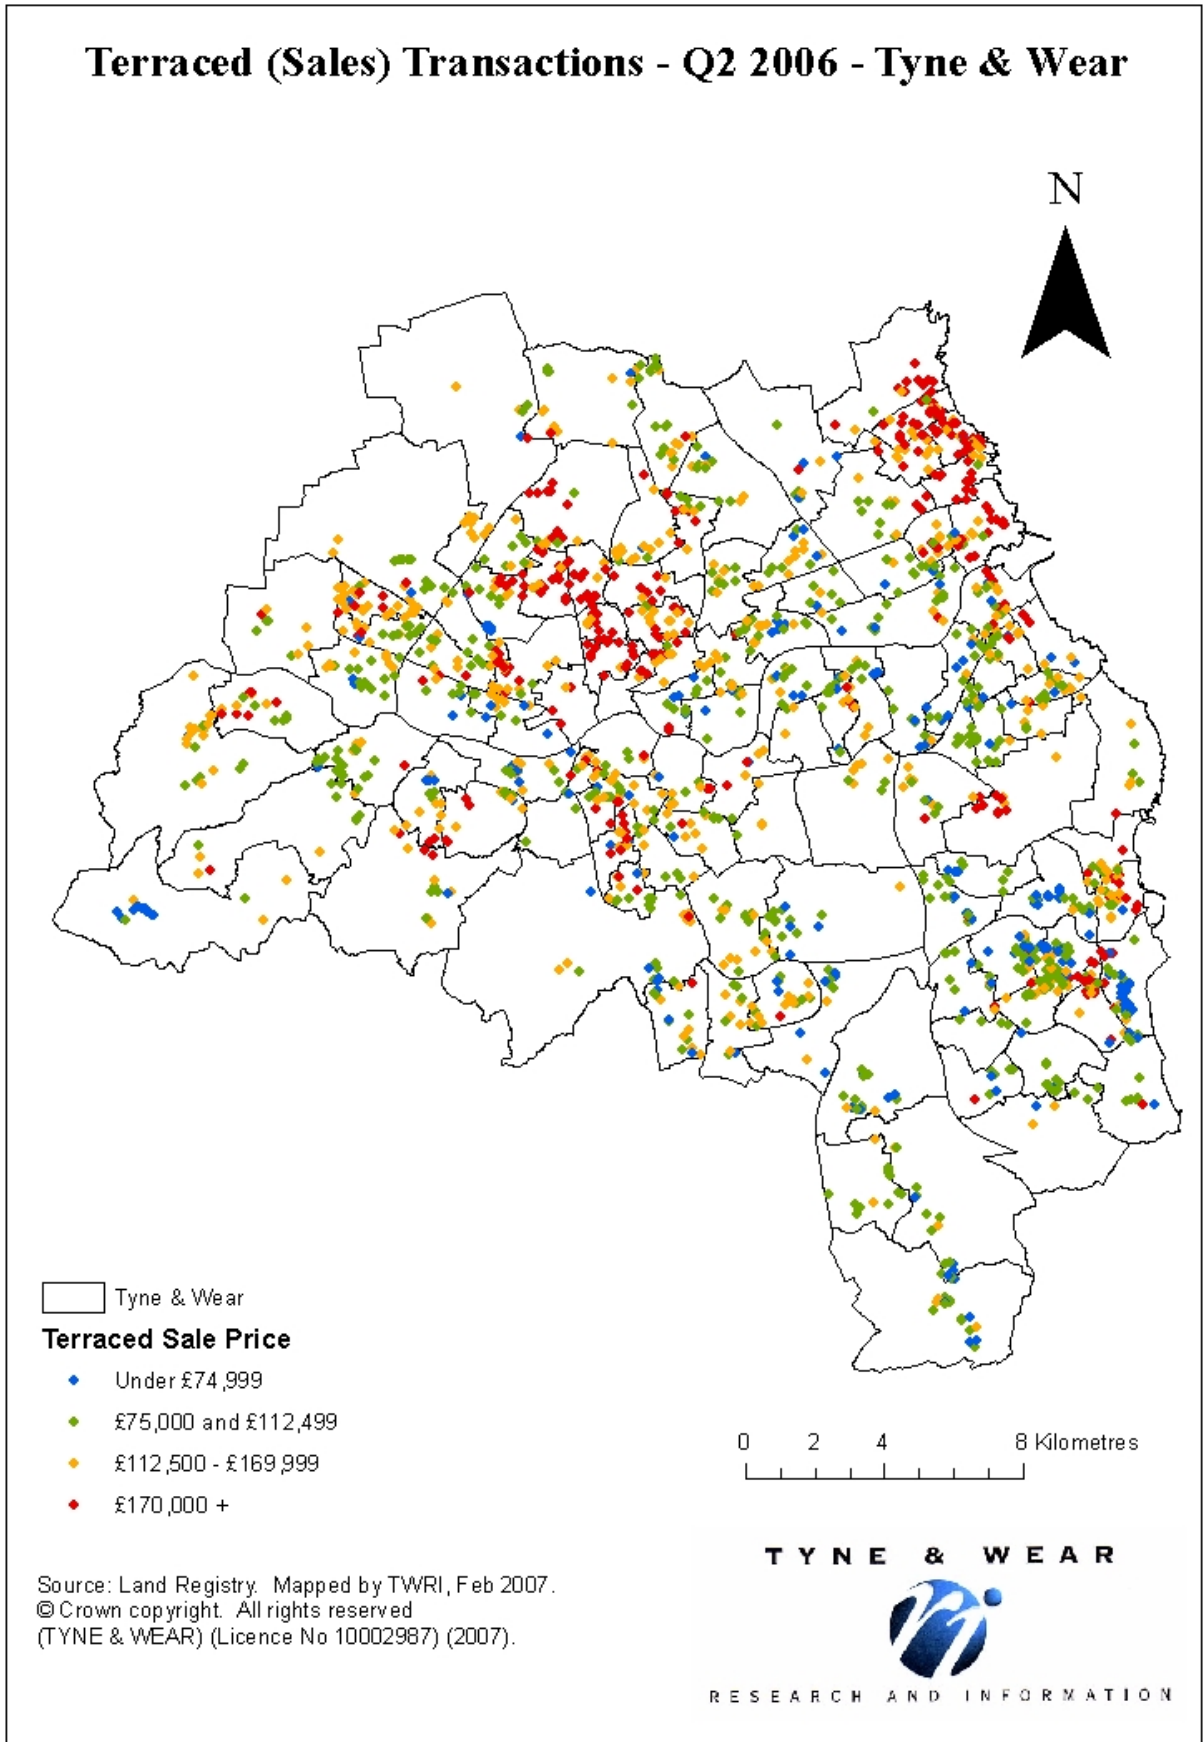 Terraced (Sales) Transactions - Q2 2006 - Tyne & Wear
N
Tyne & Wear
Terraced Sale Price
Under £74,999
£75,000 and £112,499
£112,500 - £169,999
£170,000 +
0 2 4 8 Kilometres
Source: Land Registry. Mapped by TWRI, Feb 2007.
© Crown copyright. All rights reserved
(TYNE & WEAR) (Licence No 10002987) (2007).
TYNE & WEAR
ri
RESEARCH AND INFORMATION